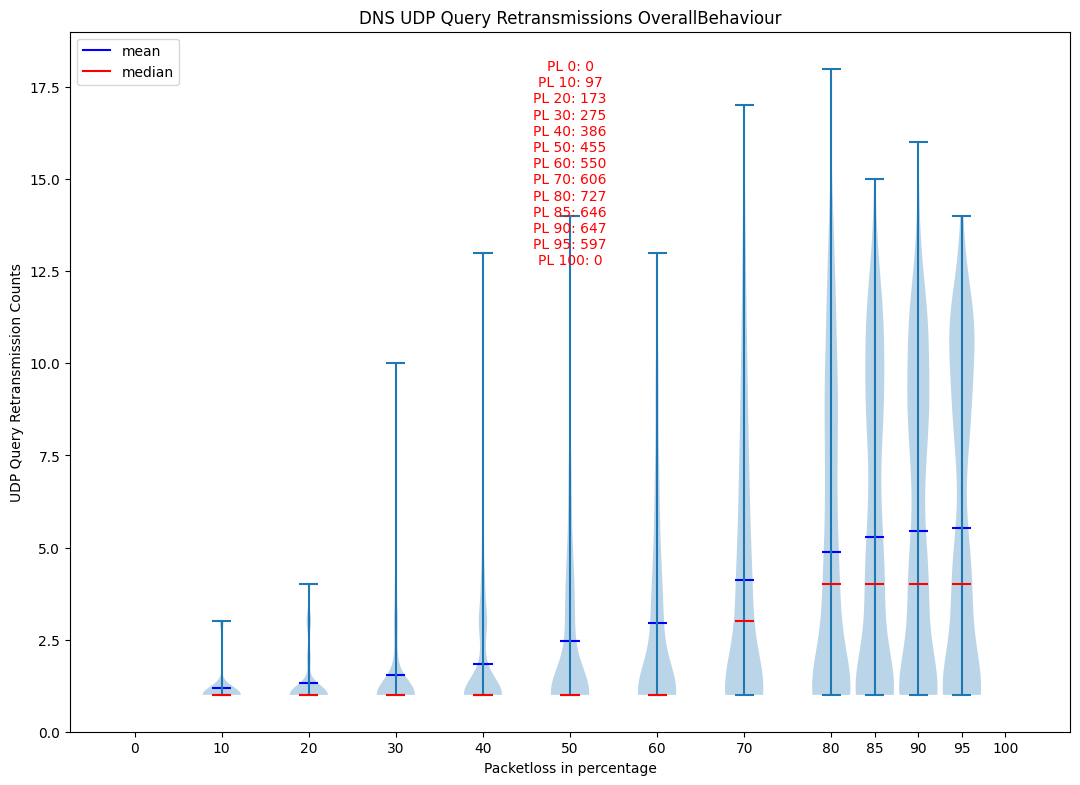 DNS UDP Query Retransmissions OverallBehaviour
mean
median
PL 0: 0
PL 10: 97
PL 20: 173
PL 30: 275
PL 40: 386
PL 50: 455
PL 60: 550
PL 70: 606
PL 80: 727
PL 85: 646
PL 90: 647
PL 95: 597
PL 100: 0
UDP Query Retransmission Counts
17.5
15.0
12.5
10.0
7.5
5.0
2.5
0.0
0 10 20 30 40 50 60 70 80 85 90 95 100
Packetloss in percentage